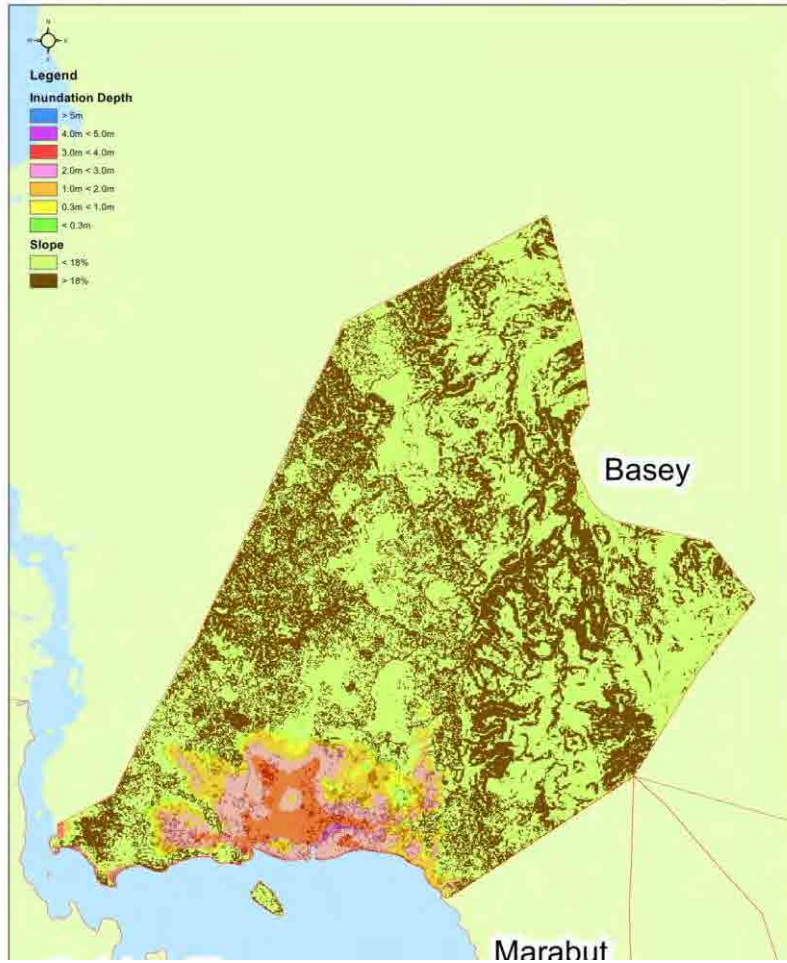 N
W
E
S
Legend
Inundation Depth
> 5m
4.0m < 5.0m
3.0m < 4.0m
2.0m < 3.0m
1.0m < 2.0m
0.3m < 1.0m
< 0.3m
Slope
< 18%
> 18%
Basey
Marabut